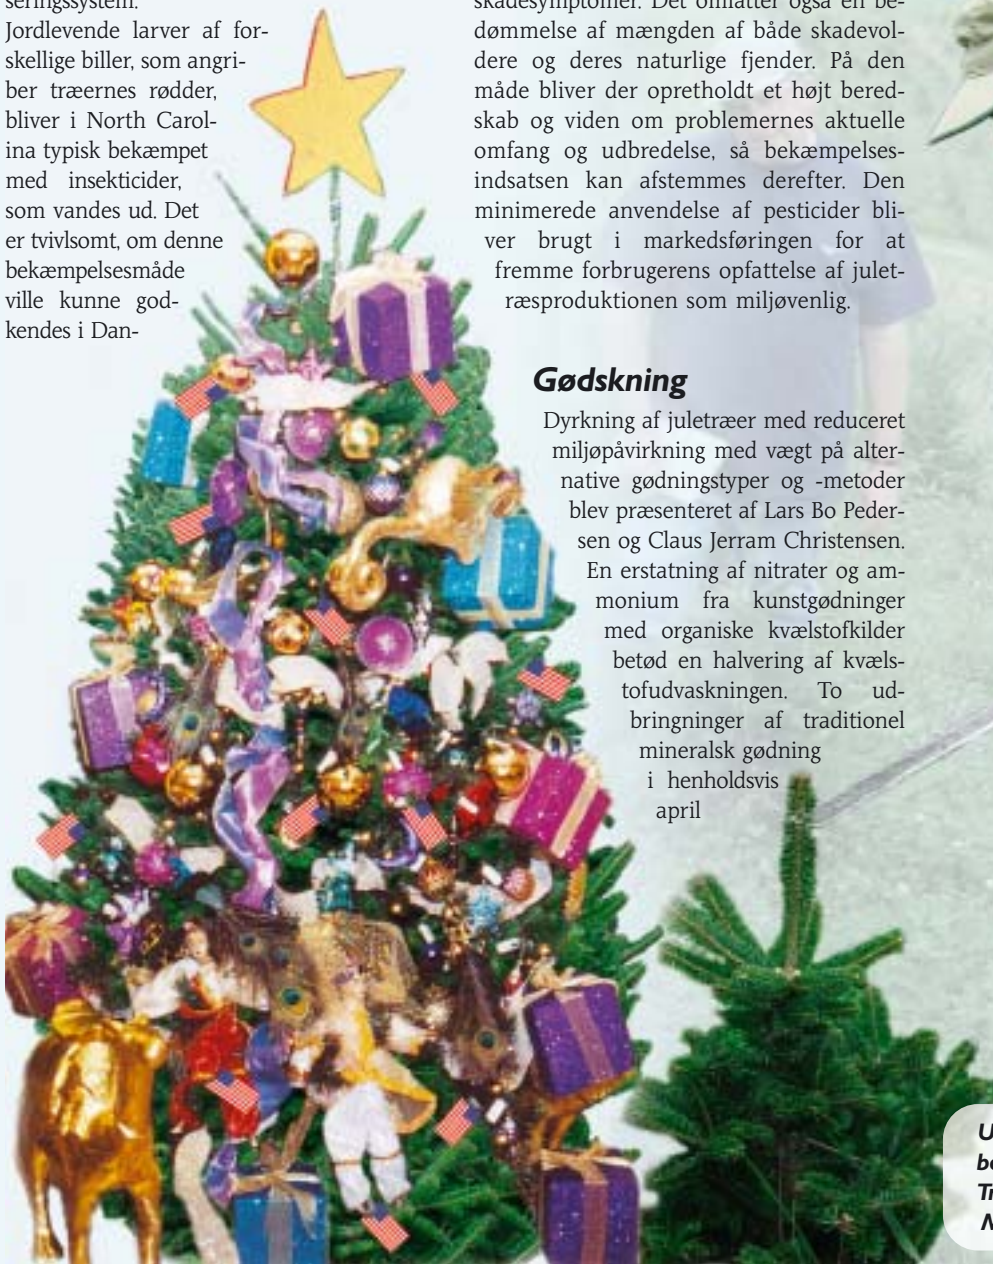 seringssystem.
Jordlevende larver af for-
skellige biller, som angri-
ber træernes rødder,
bliver i North Carol-
ina typisk bekæmpet
med insekticider,
som vandes ud. Det
er tvivlsomt, om denne
bekæmpelsesmåde
ville kunne god-
kendes i Dan-
skadesymptomer. Det omfatter også en be-
dømmelse af mængden af både skadevol-
dere og deres naturlige fjender. På den
måde bliver der opretholdt et højt bered-
skab og viden om problemernes aktuelle
omfang og udbredelse, så bekæmpelses-
indsatsen kan afstemmes derefter. Den
minimerede anvendelse af pesticider bli-
ver brugt i markedsføringen for at
fremme forbrugerens opfattelse af julet-
ræsproduktionen som miljøvenlig.
Gødskning
Dyrkning af juletræer med reduceret
miljøpåvirkning med vægt på alter-
native gødningstyper og -metoder
blev præsenteret af Lars Bo Peder-
sen og Claus Jerram Christensen.
En erstatning af nitrater og am-
monium fra kunstgødninger
med organiske kvælstofkilder
betød en halvering af kvæls-
tofudvaskningen. To ud-
bringninger af traditionel
mineralsk gødning
i henholdsvis
april